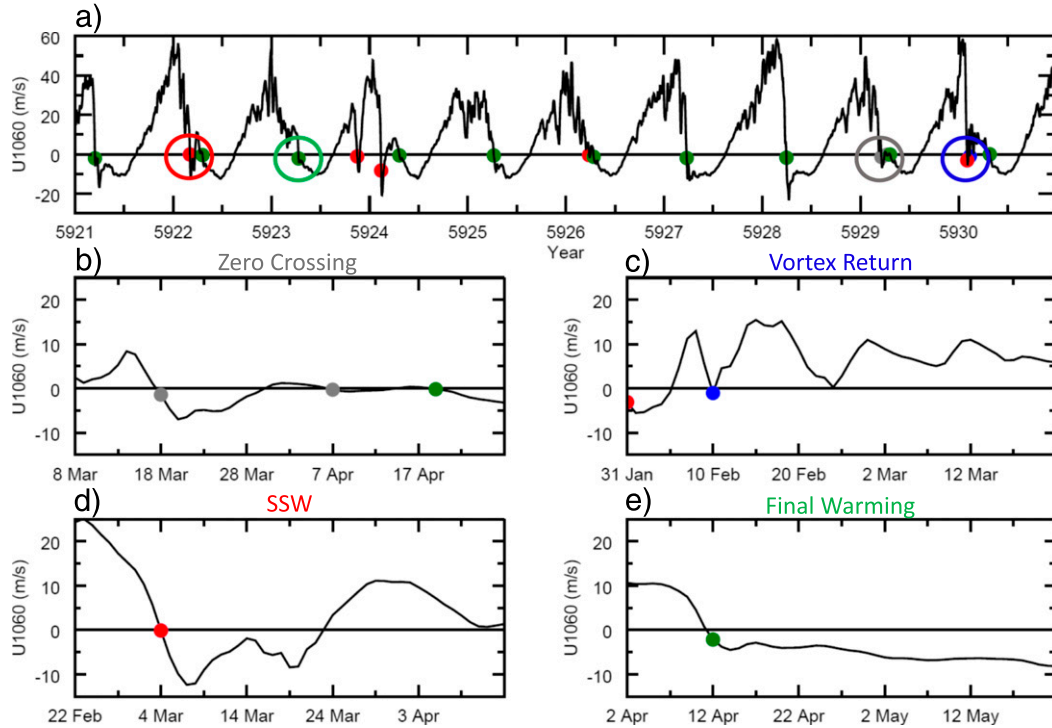 a)
U1060 (m/s)
60
40
20
0
-20
5921 5922 5923 5924 5925 5926 5927 5928 5929 5930
Year
b)
Zero Crossing
U1060 (m/s)
20
10
0
-10
8 Mar 18 Mar 28 Mar 7 Apr 17 Apr
c)
Vortex Return
U1060 (m/s)
20
10
0
-10
31 Jan 10 Feb 20 Feb 2 Mar 12 Mar
d)
SSW
U1060 (m/s)
20
10
0
-10
22 Feb 4 Mar 14 Mar 24 Mar 3 Apr
e)
Final Warming
U1060 (m/s)
20
10
0
-10
2 Apr 12 Apr 22 Apr 2 May 12 May